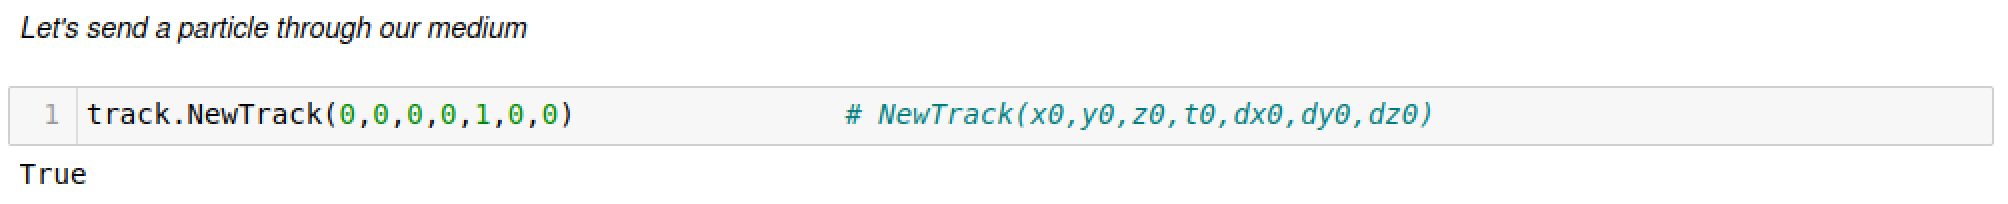 Let's send a particle through our medium
1 track.NewTrack(0,0,0,0,1,0,0) # NewTrack(x0,y0,z0,t0,dx0,dy0,dz0)
True